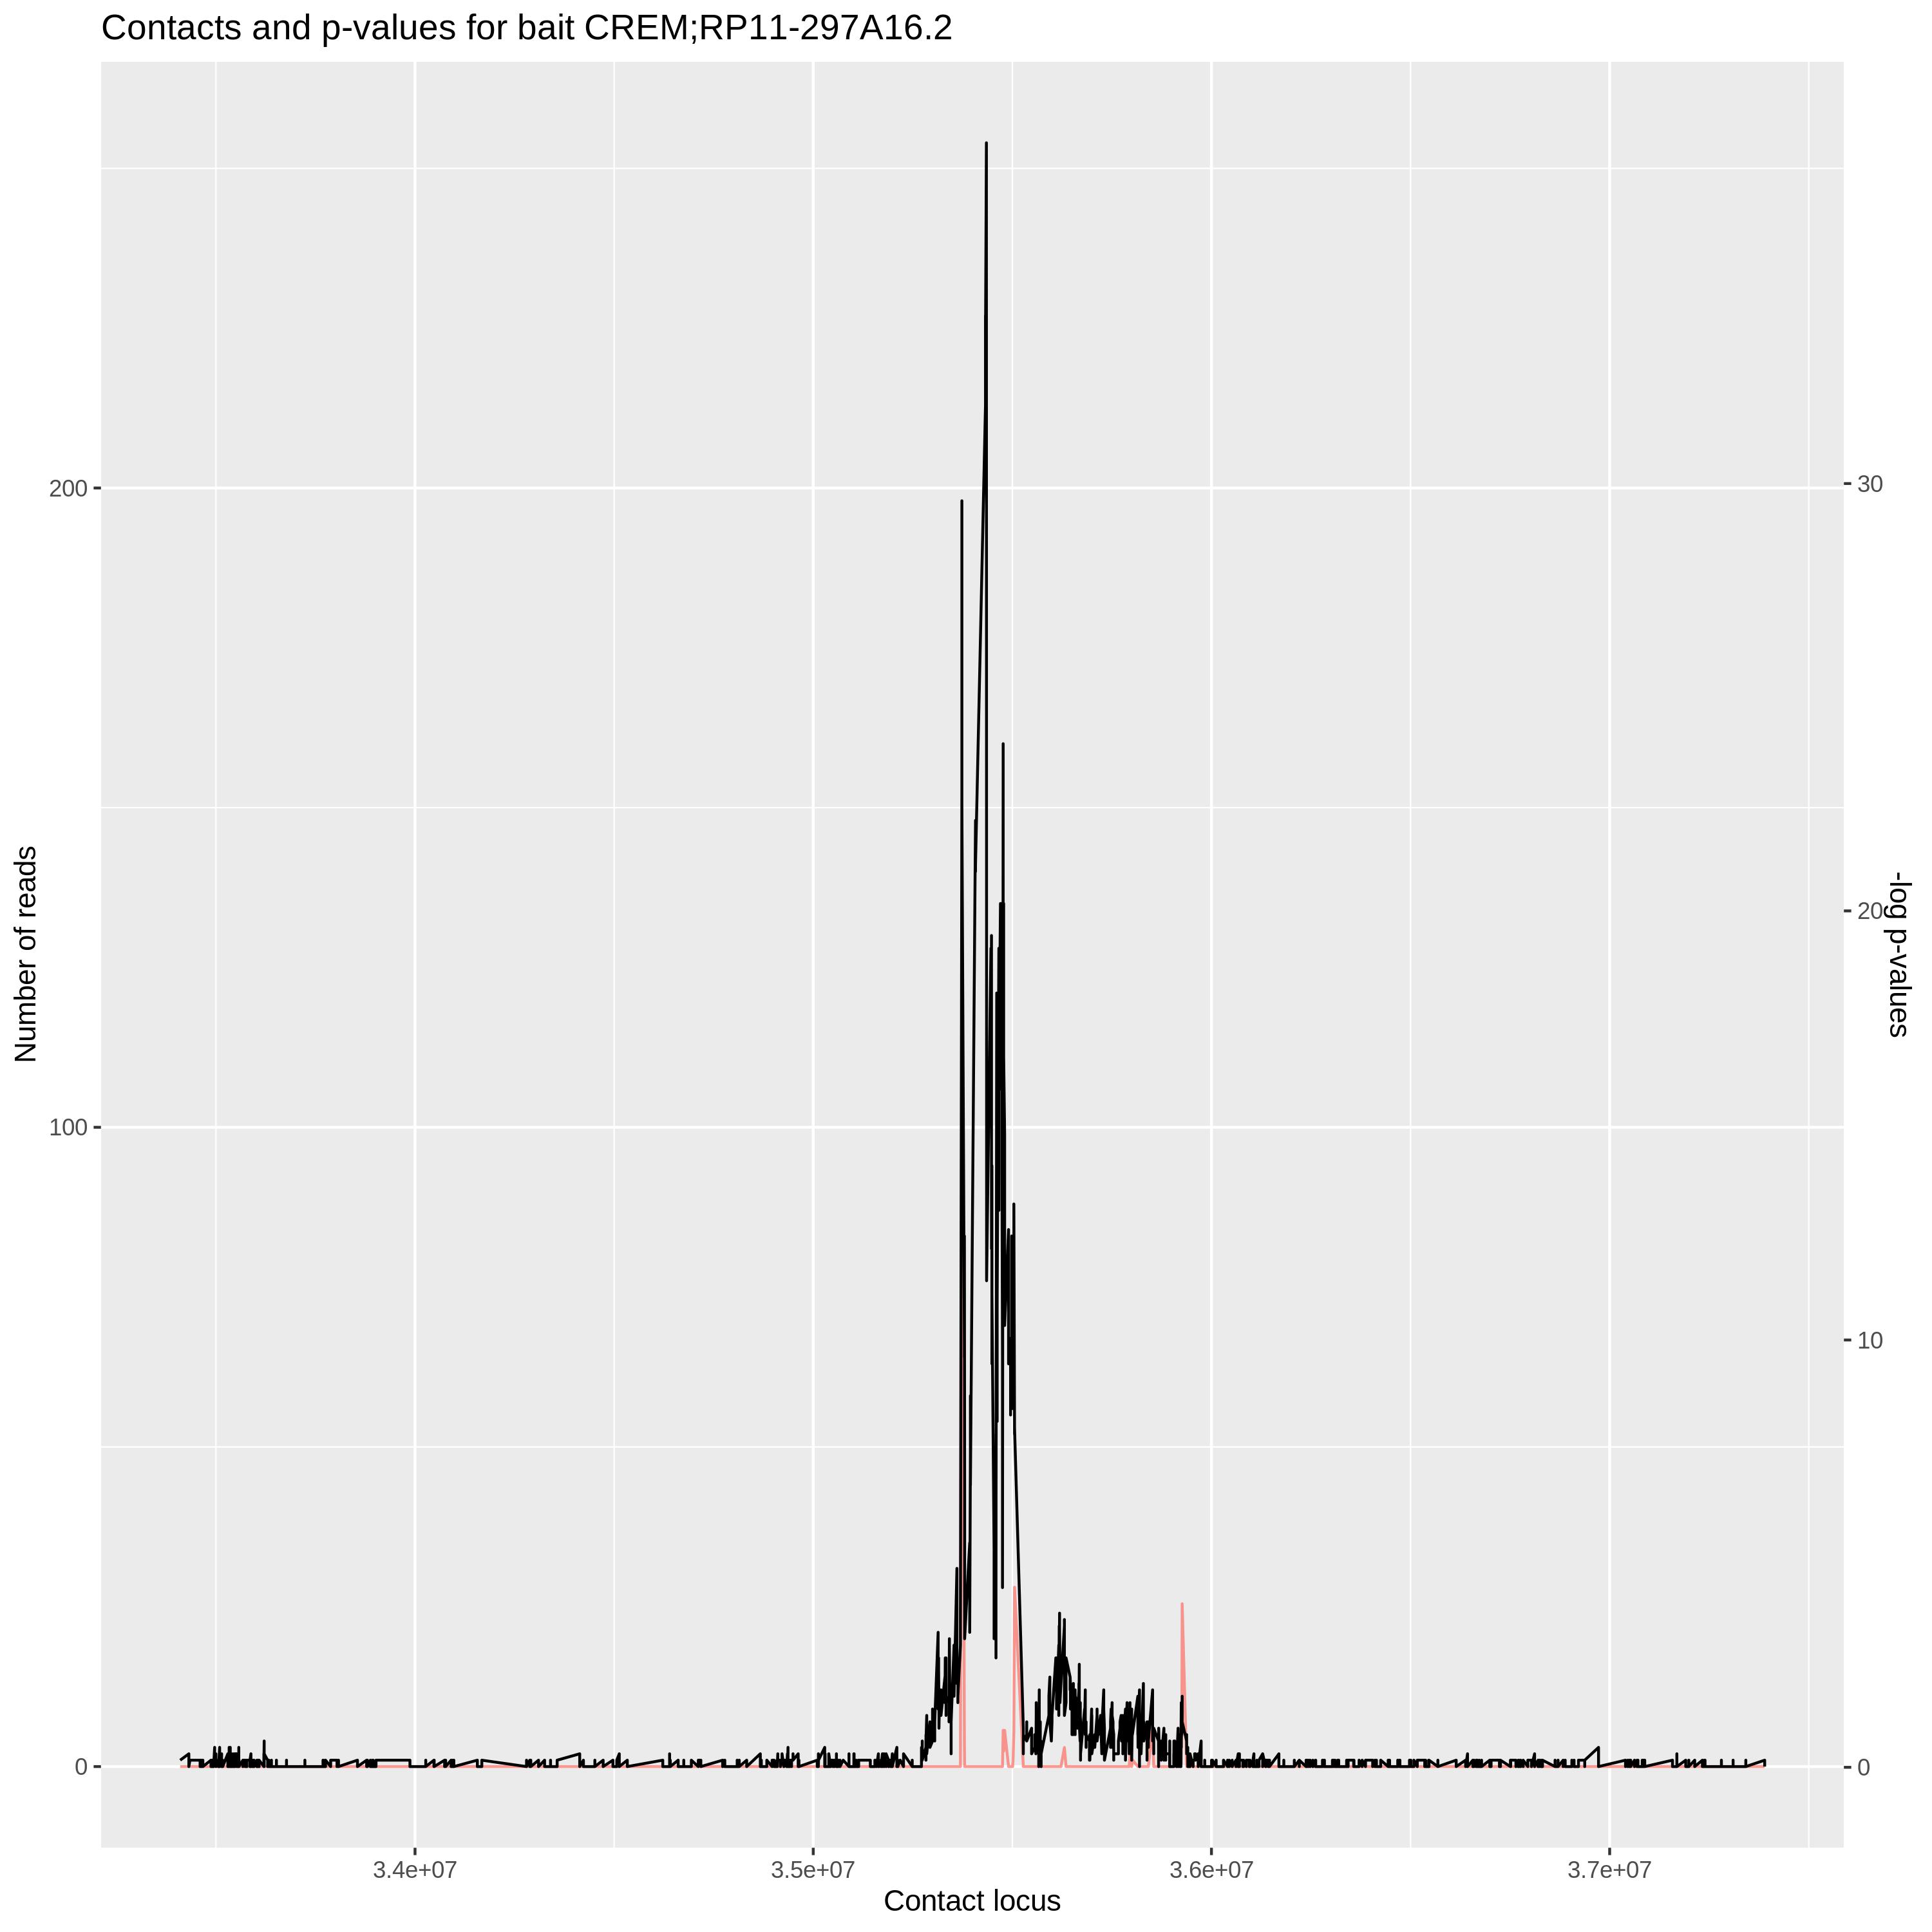 Contacts and p-values for bait CREM;RP11-297A16.2
Number of reads
200
100
0
30
20
10
0
-log p-values
3.4e+07
3.5e+07
3.6e+07
3.7e+07
Contact locus